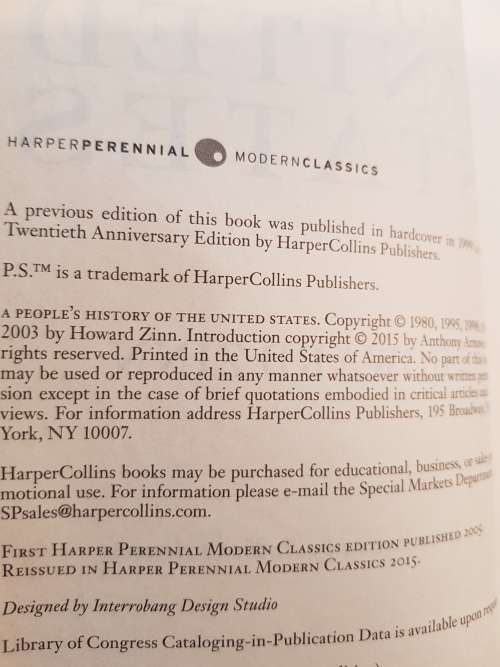 HARPERPERENNIAL MODERNCLASSICS
A previous edition of this book was published in hardcover in 1999
Twentieth Anniversary Edition by HarperCollins Publishers.
P.S.™ is a trademark of HarperCollins Publishers.
A PEOPLE'S HISTORY OF THE UNITED STATES. Copyright © 1980, 1995, 1998,
2003 by Howard Zinn. Introduction copyright © 2015 by Anthony
rights reserved. Printed in the United States of America. No part of this
may be used or reproduced in any manner whatsoever without written
sion except in the case of brief quotations embodied in critical articles
views. For information address HarperCollins Publishers, 195 Broadway,
York, NY 10007.
HarperCollins books may be purchased for educational, business, or sales
motional use. For information please e-mail the Special Markets
SPsales@harpercollins.com.
FIRST HARPER PERENNIAL MODERN CLASSICS EDITION PUBLISHED 2005.
REISSUED IN HARPER PERENNIAL MODERN CLASSICS 2015.
Designed by Interrobang Design Studio
Library of Congress Cataloging-in-Publication Data is available upon